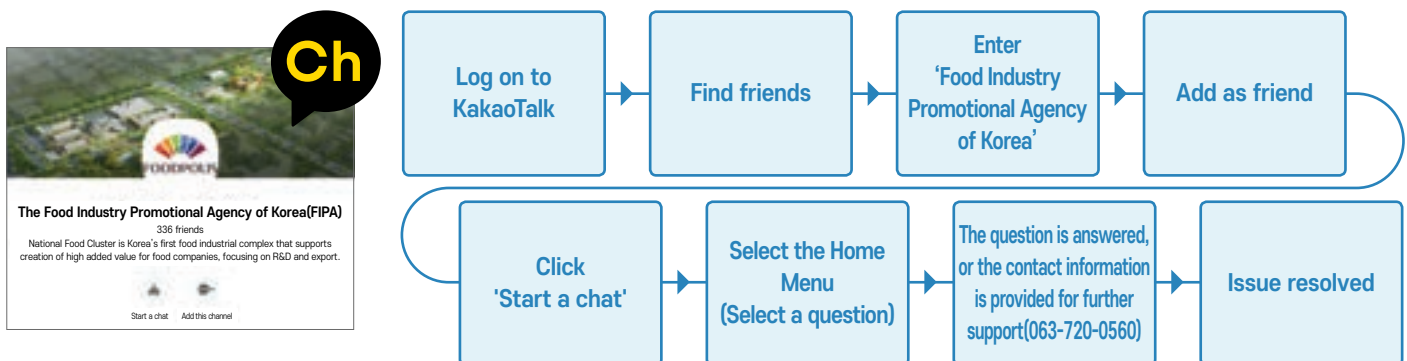 Ch
FOODPOLIS
The Food Industry Promotional Agency of Korea(FIPA)
336 friends
National Food Cluster is Korea's first food industrial complex that supports
creation of high added value for food companies, focusing on R&D and export.
Start a chat Add this channel
Log on to
KakaoTalk
Find friends
Enter
‘Food Industry
Promotional Agency
of Korea’
Add as friend
Click
'Start a chat'
Select the Home
Menu
(Select a question)
The question is answered,
or the contact information
is provided for further
support(063-720-0560)
Issue resolved